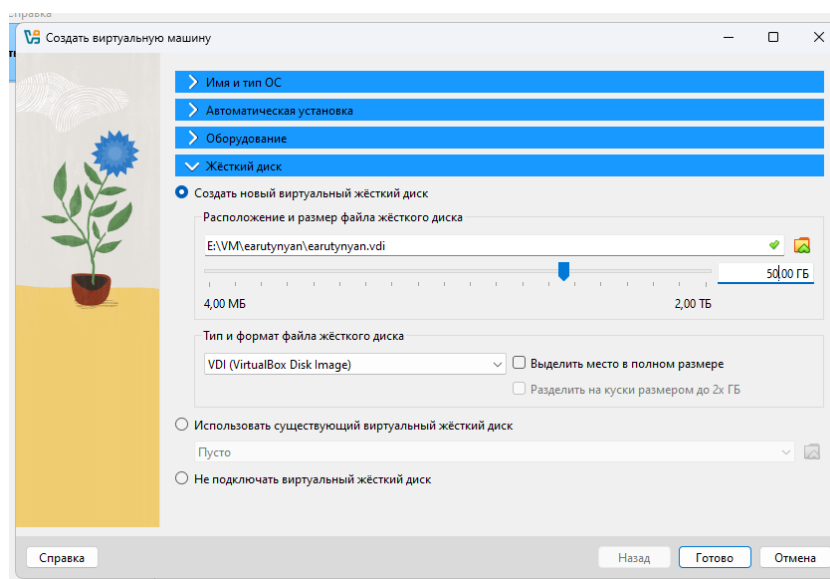 Справка
Создать виртуальную машину
Имя и тип ОС
Автоматическая установка
Оборудование
Жёсткий диск
Создать новый виртуальный жёсткий диск
Расположение и размер файла жёсткого диска
E:\VM\earutynyan\earutynyan.vdi
50,00 ГБ
4,00 МБ 2,00 ТБ
Тип и формат файла жёсткого диска
VDI (VirtualBox Disk Image) Выделить место в полном размере
Разделить на куски размером до 2х ГБ
Использовать существующий виртуальный жёсткий диск
Пусто
Не подключать виртуальный жёсткий диск
Справка Назад Готово Отмена